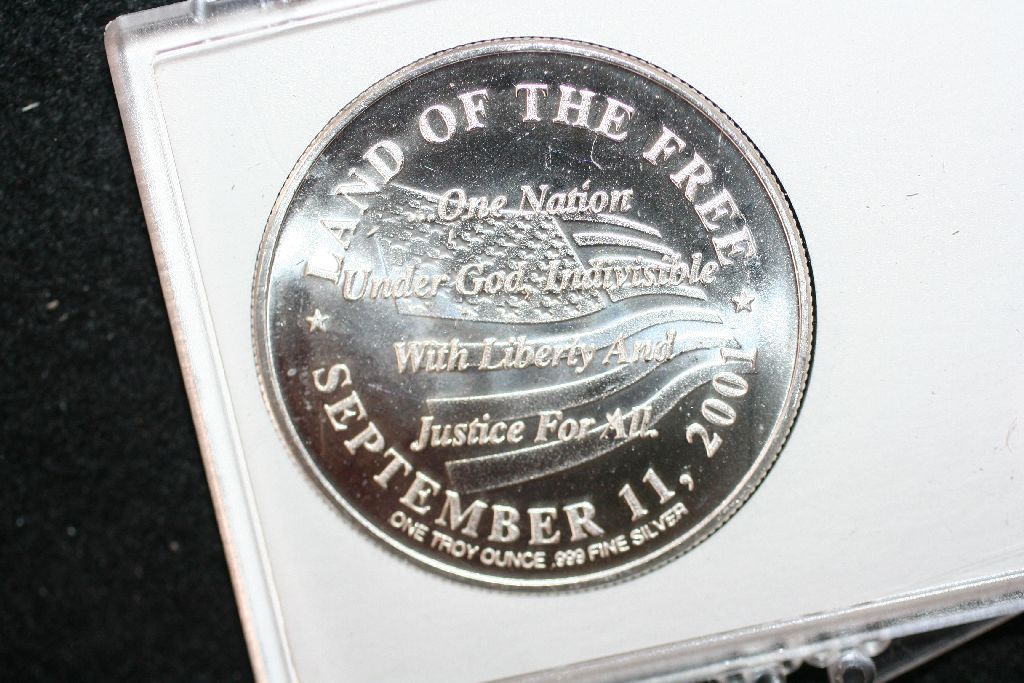 LAND OF THE FREE
...One Nation
Under God, Indivisible
With Liberty And
Justice For All.
SEPTEMBER 11, 2001
ONE TROY OUNCE .999 FINE SILVER